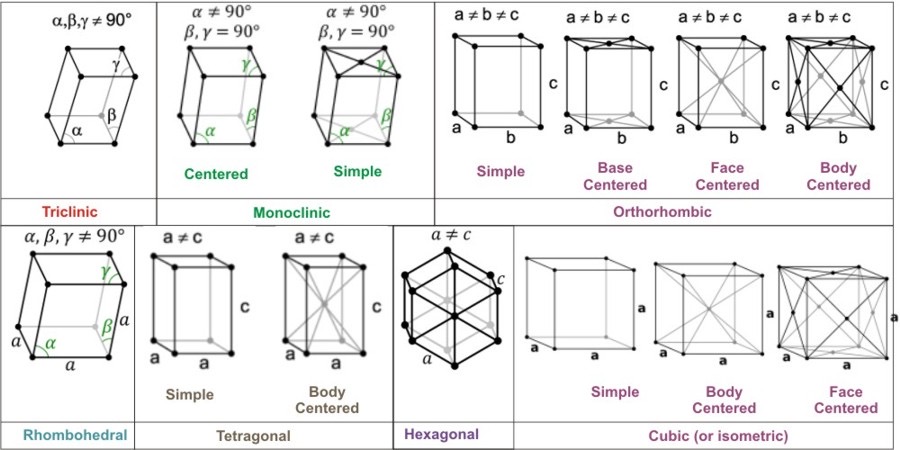 α,β,γ ≠ 90°
γ
β
α
Triclinic
α ≠ 90°
β, γ = 90°
γ
β
α
Centered
α ≠ 90°
β, γ = 90°
γ
β
α
Simple
Monoclinic
a ≠ b ≠ c
c
a
b
Simple
a ≠ b ≠ c
c
a
b
Base
Centered
a ≠ b ≠ c
c
a
b
Face
Centered
a ≠ b ≠ c
c
a
b
Body
Centered
Orthorhombic
α, β, γ ≠ 90°
γ
a
β
a
α
a
Rhombohedral
a ≠ c
c
a
a
Simple
a ≠ c
c
a
a
Body
Centered
Tetragonal
a ≠ c
c
a
Hexagonal
a
a
a
Simple
a
a
a
Body
Centered
a
a
a
Face
Centered
Cubic (or isometric)